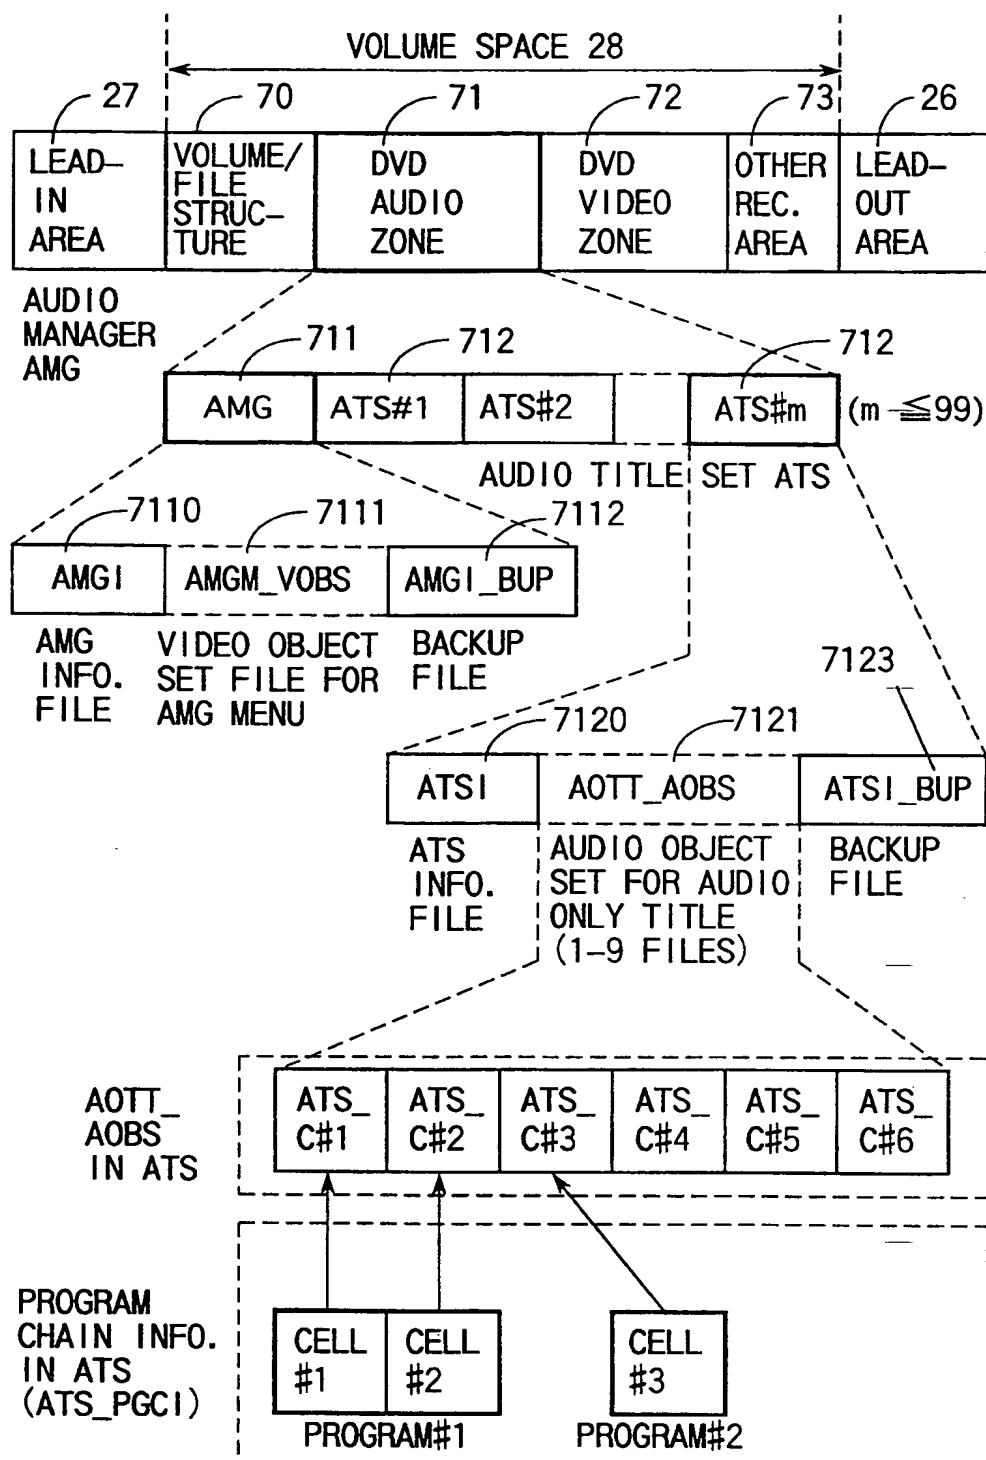 VOLUME SPACE 28
27 70 71 72 73 26
LEAD-
IN
AREA
VOLUME/
FILE
STRUC-
TURE
DVD
AUDIO
ZONE
DVD
VIDEO
ZONE
OTHER
REC.
AREA
LEAD-
OUT
AREA
AUDIO
MANAGER
AMG
711 712 712
AMG ATS#1 ATS#2 ATS#m (m ≦99)
AUDIO TITLE SET ATS
7110 7111 7112
AMGI AMGM_VOBS AMGI_BUP
AMG
INFO.
FILE
VIDEO OBJECT
SET FILE FOR
AMG MENU
BACKUP
FILE
7123
7120 7121
ATSI AOTT_AOBS ATSI_BUP
ATS
INFO.
FILE
AUDIO OBJECT
SET FOR AUDIO
ONLY TITLE
(1-9 FILES)
BACKUP
FILE
AOTT_
AOBS
IN ATS
ATS_
C#1
ATS_
C#2
ATS_
C#3
ATS_
C#4
ATS_
C#5
ATS_
C#6
PROGRAM
CHAIN INFO.
IN ATS
(ATS_PGCI)
CELL
#1
CELL
#2
CELL
#3
PROGRAM#1 PROGRAM#2